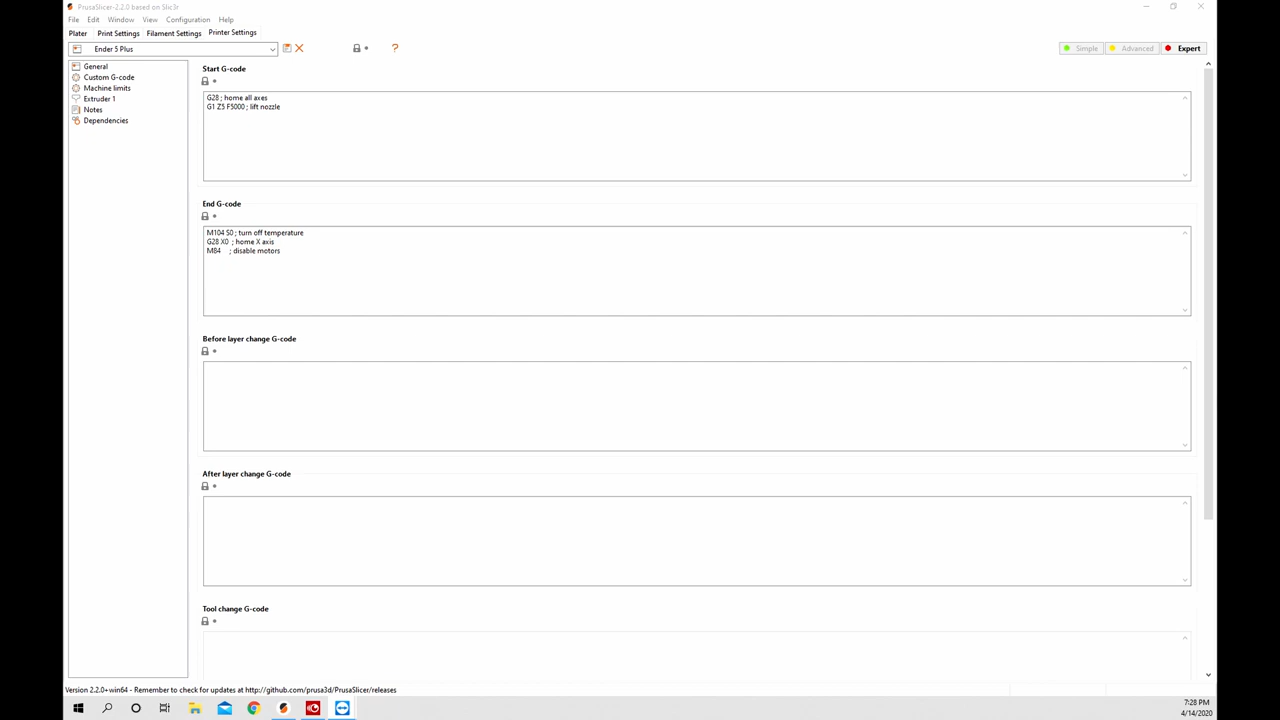 PrusaSlicer-2.2.0 based on Slic3r
File Edit Window View Configuration Help
Plater Print Settings Filament Settings Printer Settings
Ender 5 Plus
?
Simple Advanced Expert
General
Custom G-code
Machine limits
Extruder 1
Notes
Dependencies
Start G-code
G28 ; home all axes
G1 Z5 F5000 ; lift nozzle
End G-code
M104 S0 ; turn off temperature
G28 X0 ; home X axis
M84 ; disable motors
Before layer change G-code
After layer change G-code
Tool change G-code
Version 2.2.0+win64 - Remember to check for updates at http://github.com/prusa3d/PrusaSlicer/releases
7:28 PM
4/14/2020